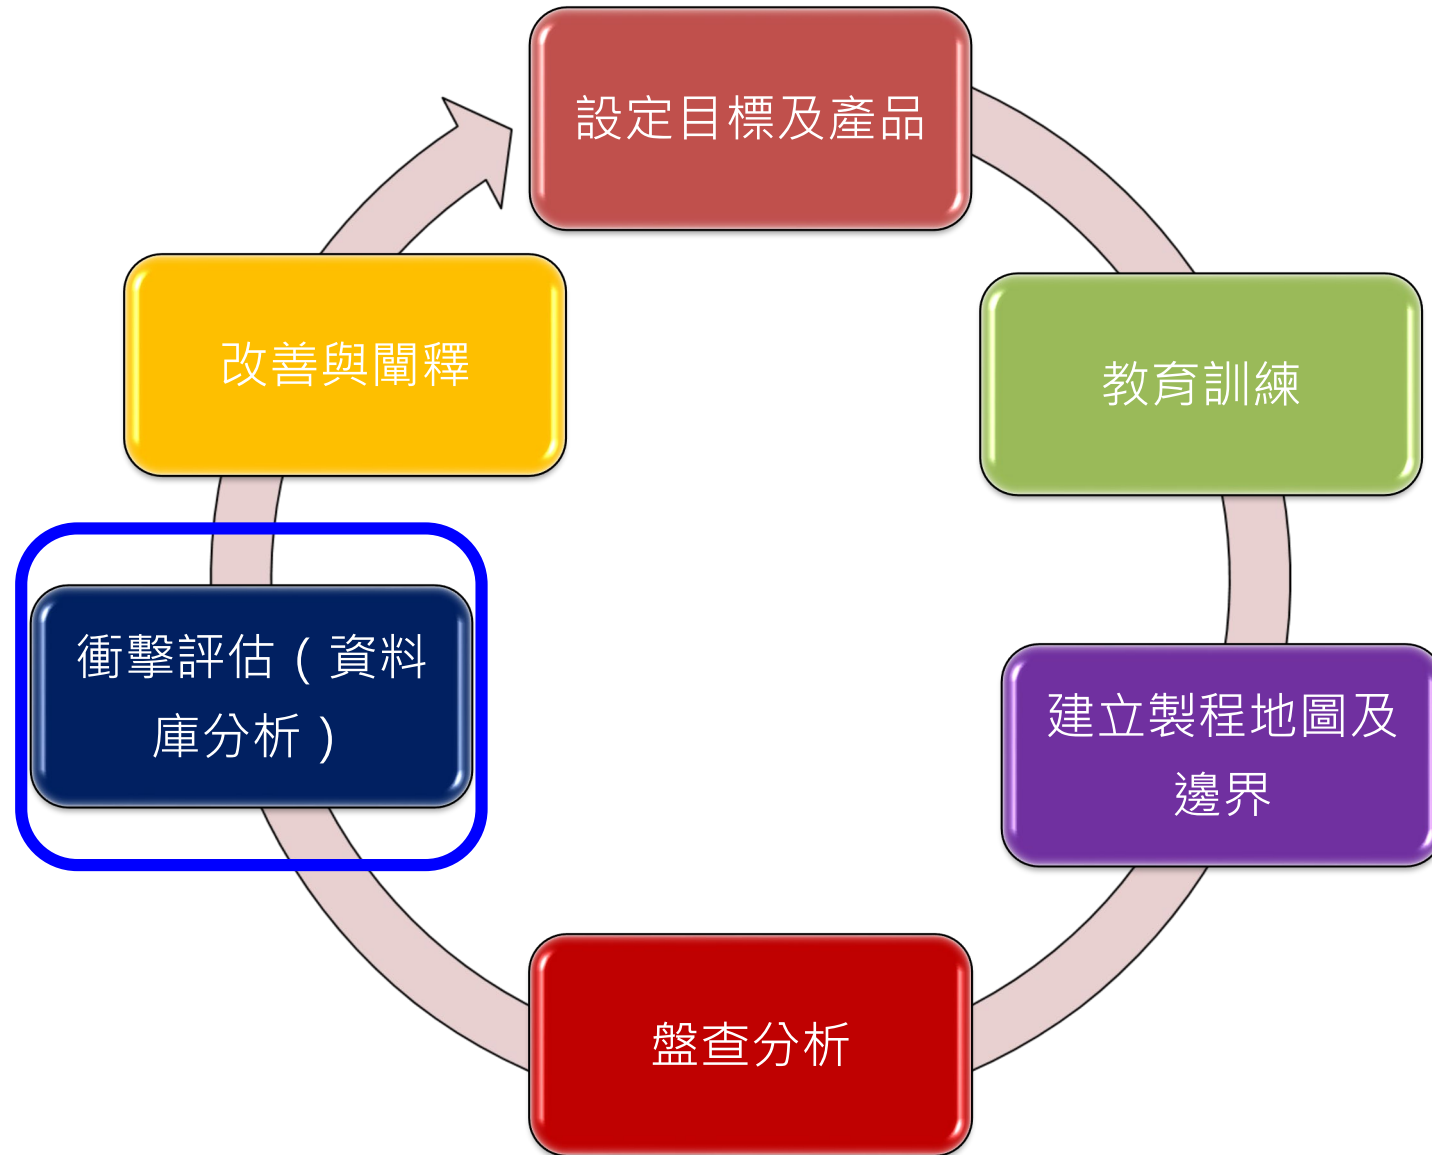 設定目標及產品
教育訓練
建立製程地圖及
邊界
盤查分析
衝擊評估（資料
庫分析）
改善與闡釋